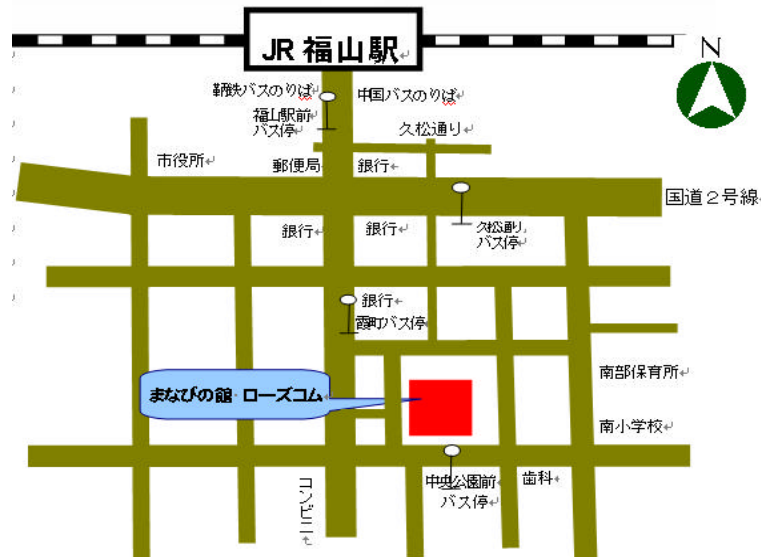 JR福山駅
N
鞆鉄バスのりば
中国バスのりば
福山駅前
バス停
久松通り
市役所
郵便局
銀行
国道2号線
銀行
銀行
久松通り
バス停
銀行
霞町バス停
南部保育所
まなびの館 ローズコム
南小学校
中央公園前
バス停
歯科
コンビニ